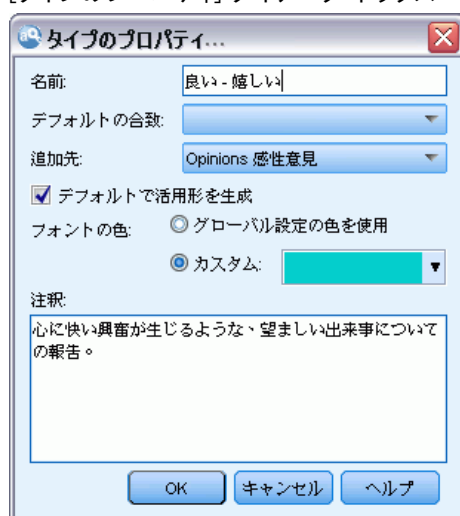 タイプのプロパティ...
名前: 良い - 嬉しい
デフォルトの合致:
追加先: Opinions 感性意見
デフォルトで活用形を生成
フォントの色: グローバル設定の色を使用
カスタム:
注釈:
心に快い興奮が生じるような、望ましい出来事について
の報告。
OK キャンセル ヘルプ